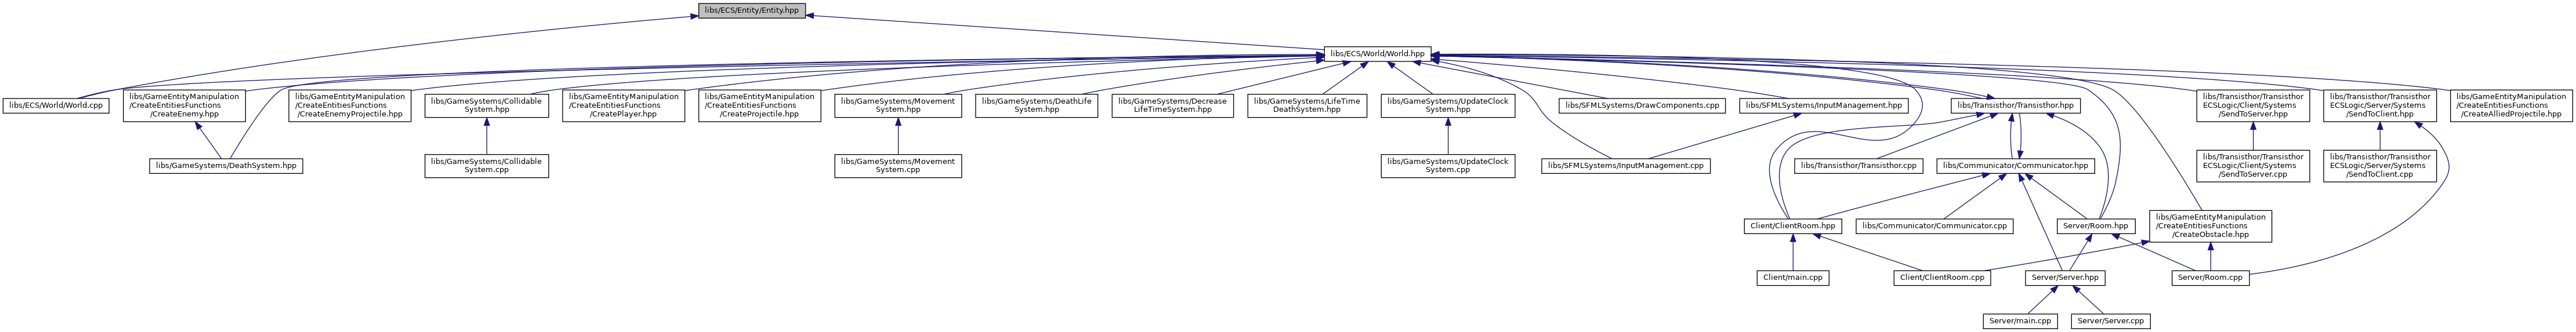 libs/ECS/Entity/Entity.hpp
libs/ECS/World/World.hpp
libs/ECS/World/World.cpp
libs/GameEntityManipulation
/CreateEntitiesFunctions
/CreateEnemy.hpp
libs/GameEntityManipulation
/CreateEntitiesFunctions
/CreateEnemyProjectile.hpp
libs/GameSystems/Collidable
System.hpp
libs/GameEntityManipulation
/CreateEntitiesFunctions
/CreatePlayer.hpp
libs/GameEntityManipulation
/CreateEntitiesFunctions
/CreateProjectile.hpp
libs/GameSystems/Movement
System.hpp
libs/GameSystems/DeathLife
System.hpp
libs/GameSystems/Decrease
LifeTimeSystem.hpp
libs/GameSystems/LifeTime
DeathSystem.hpp
libs/GameSystems/UpdateClock
System.hpp
libs/SFMLSystems/DrawComponents.cpp
libs/SFMLSystems/InputManagement.hpp
libs/Transisthor/Transisthor.hpp
libs/Transisthor/Transisthor
ECSLogic/Client/Systems
/SendToServer.hpp
libs/Transisthor/Transisthor
ECSLogic/Server/Systems
/SendToClient.hpp
libs/GameEntityManipulation
/CreateEntitiesFunctions
/CreateAlliedProjectile.hpp
libs/GameSystems/DeathSystem.hpp
libs/GameSystems/Collidable
System.cpp
libs/GameSystems/Movement
System.cpp
libs/GameSystems/UpdateClock
System.cpp
libs/SFMLSystems/InputManagement.cpp
libs/Transisthor/Transisthor.cpp
libs/Communicator/Communicator.hpp
libs/Transisthor/Transisthor
ECSLogic/Client/Systems
/SendToServer.cpp
libs/Transisthor/Transisthor
ECSLogic/Server/Systems
/SendToClient.cpp
Client/ClientRoom.hpp
libs/Communicator/Communicator.cpp
Server/Room.hpp
libs/GameEntityManipulation
/CreateEntitiesFunctions
/CreateObstacle.hpp
Client/main.cpp
Client/ClientRoom.cpp
Server/Server.hpp
Server/Room.cpp
Server/main.cpp
Server/Server.cpp